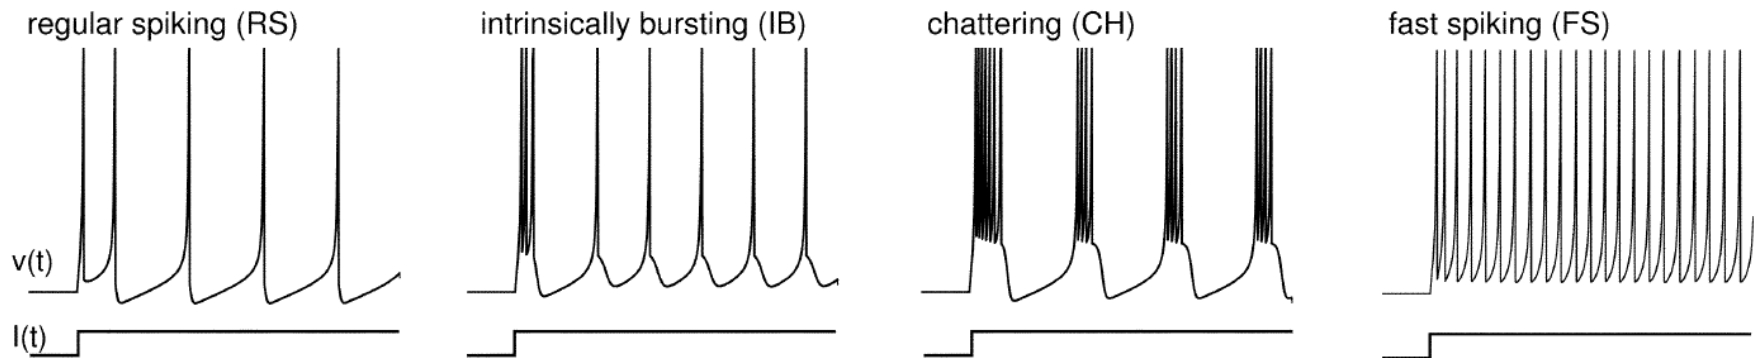 regular spiking (RS)
intrinsically bursting (IB)
chattering (CH)
fast spiking (FS)
v(t)
I(t)